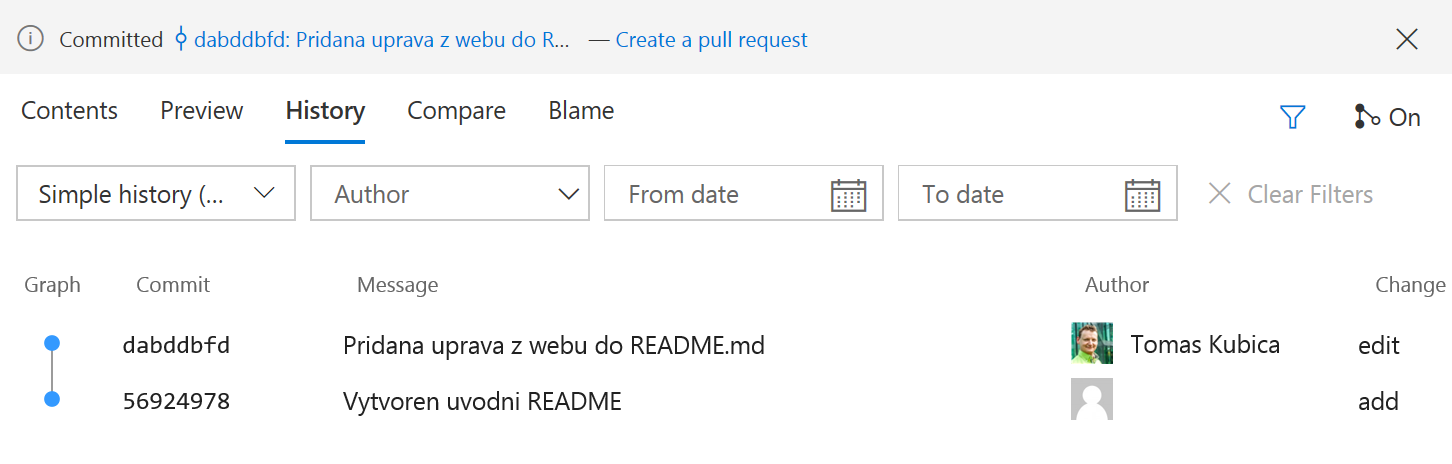 Committed dabddbfd: Pridana uprava z webu do R... — Create a pull request
Contents Preview History Compare Blame On
Simple history (... Author From date To date Clear Filters
Graph Commit Message Author Change
dabddbfd Pridana uprava z webu do README.md Tomas Kubica edit
56924978 Vytvoren uvodni README add